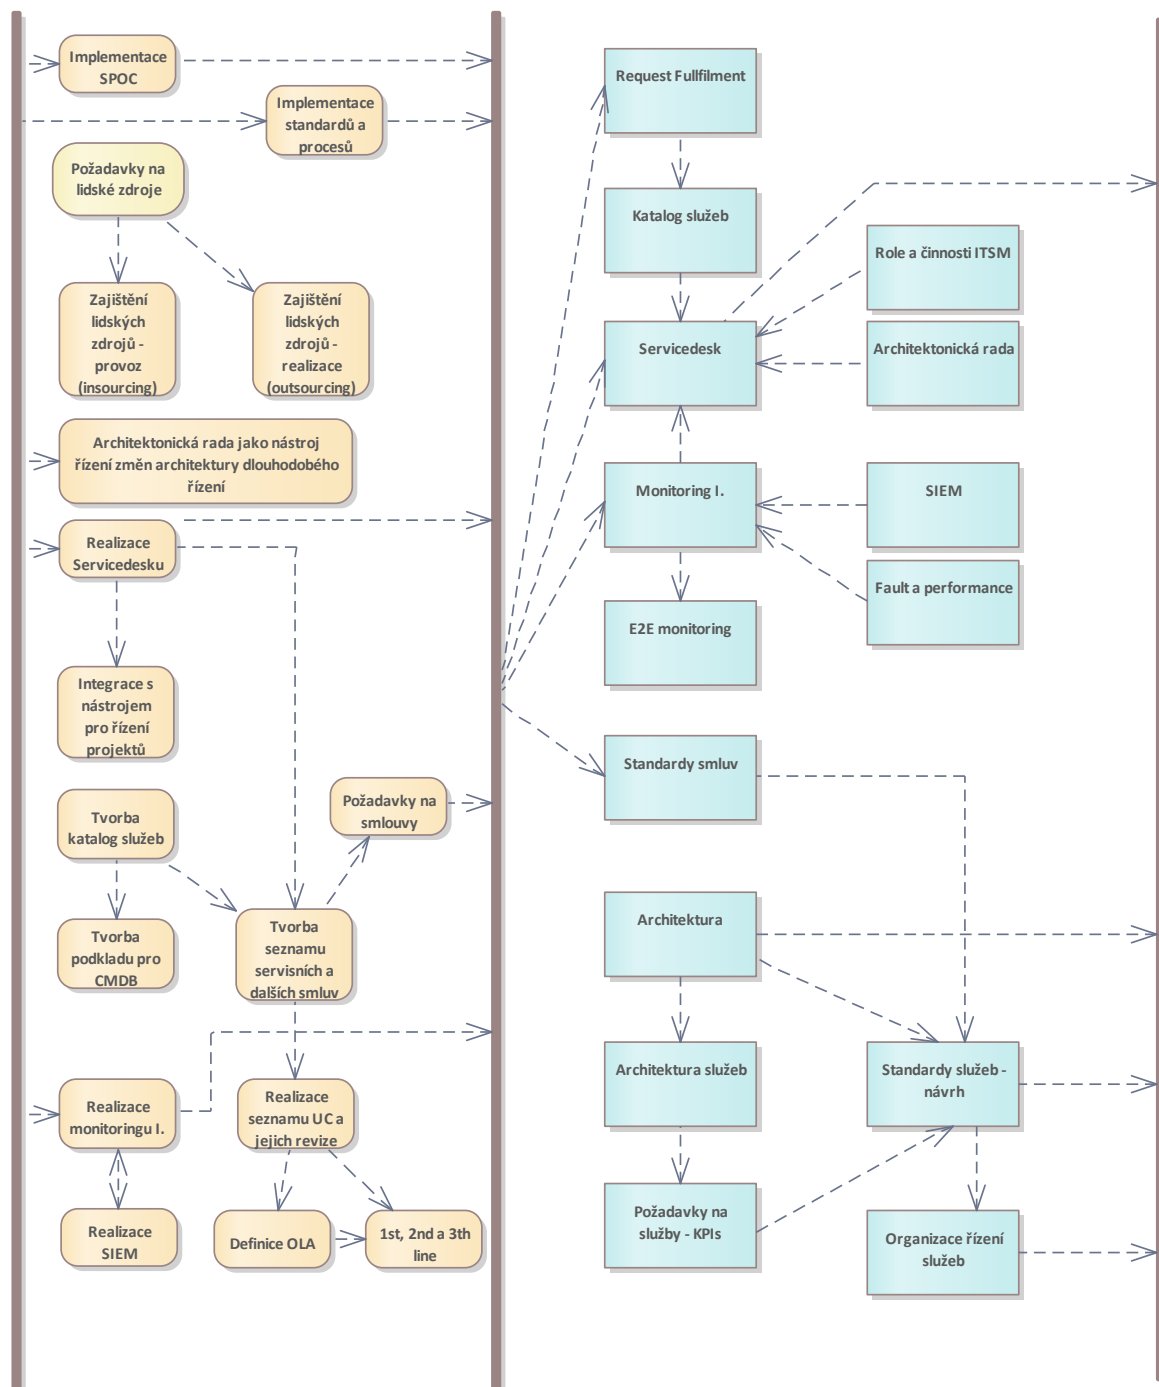 Implementace
SPOC
Implementace
standardů a
procesů
Požadavky na
lidské zdroje
Zajištění
lidských
zdrojů -
provoz
(insourcing)
Zajištění
lidských
zdrojů -
realizace
(outsourcing)
Architektonická rada jako nástroj
řízení změn architektury dlouhodobého
řízení
Realizace
Servicedesku
Integrace s
nástrojem
pro řízení
projektů
Požadavky na
smlouvy
Tvorba
katalog služeb
Tvorba
podkladu pro
CMDB
Tvorba
seznamu
servisních a
dalších smluv
Realizace
monitoringu I.
Realizace
seznamu UC a
jejich revize
Realizace
SIEM
Definice OLA
1st, 2nd a 3th
line
Request Fullfilment
Katalog služeb
Role a činnosti ITSM
Servicedesk
Architektonická rada
Monitoring I.
SIEM
Fault a performance
E2E monitoring
Standardy smluv
Architektura
Architektura služeb
Standardy služeb -
návrh
Požadavky na
služby - KPIs
Organizace řízení
služeb